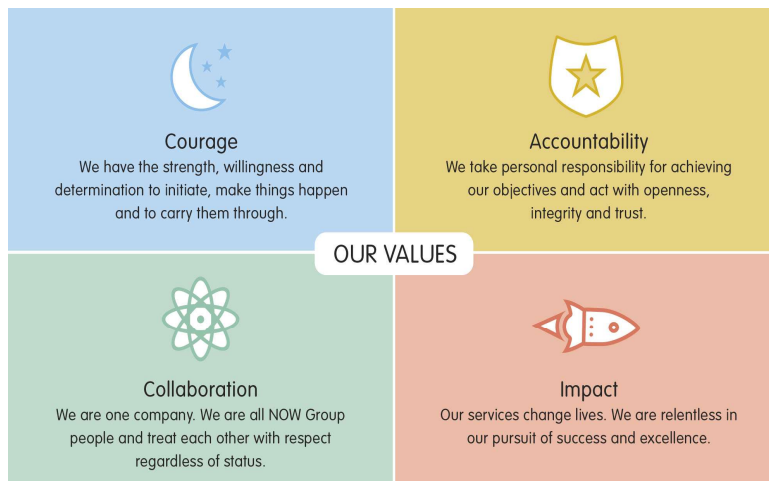 Courage
We have the strength, willingness and
determination to initiate, make things happen
and to carry them through.
Accountability
We take personal responsibility for achieving
our objectives and act with openness,
integrity and trust.
OUR VALUES
Collaboration
We are one company. We are all NOW Group
people and treat each other with respect
regardless of status.
Impact
Our services change lives. We are relentless in
our pursuit of success and excellence.